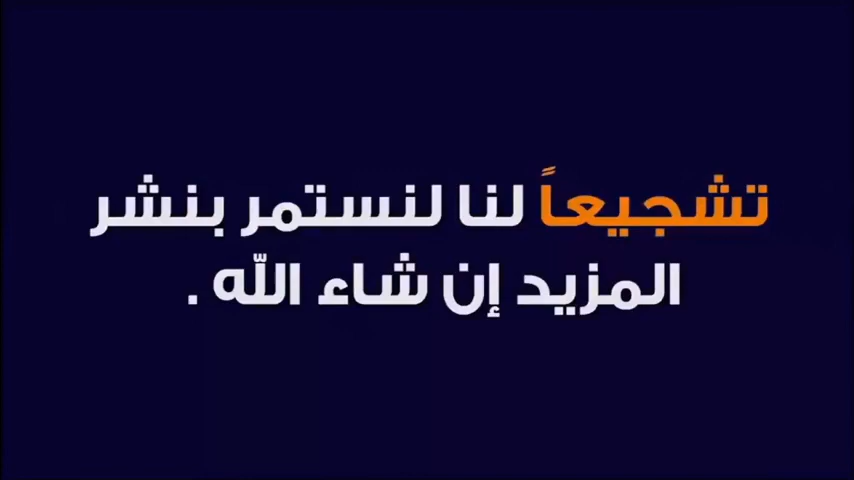 تشجيعاً لنا لنستمر بنشر
المزيد إن شاء الله .